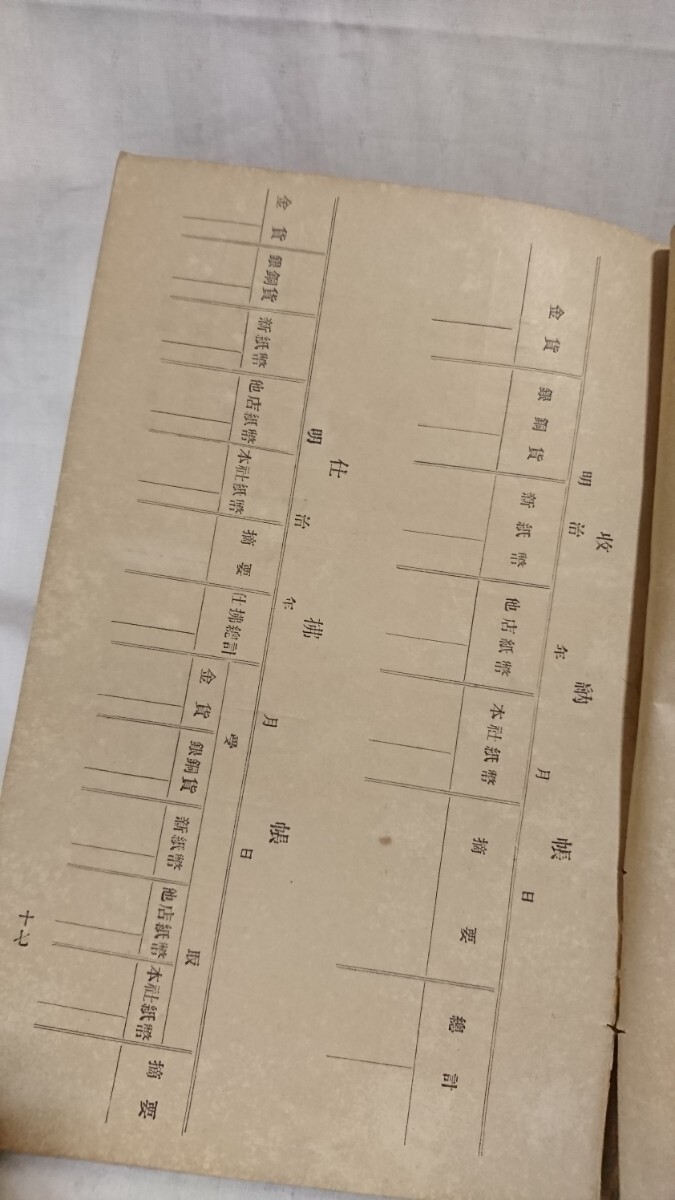 收納帳
明治 年 月 日
金貨
銀銅貨
新紙幣
他店紙幣
本社紙幣
摘要
總計
仕拂帳
明治 年 月 日
受取
金貨
銀銅貨
新紙幣
他店紙幣
本社紙幣
摘要
仕拂總計
金貨
銀銅貨
新紙幣
他店紙幣
本社紙幣
摘要
十七